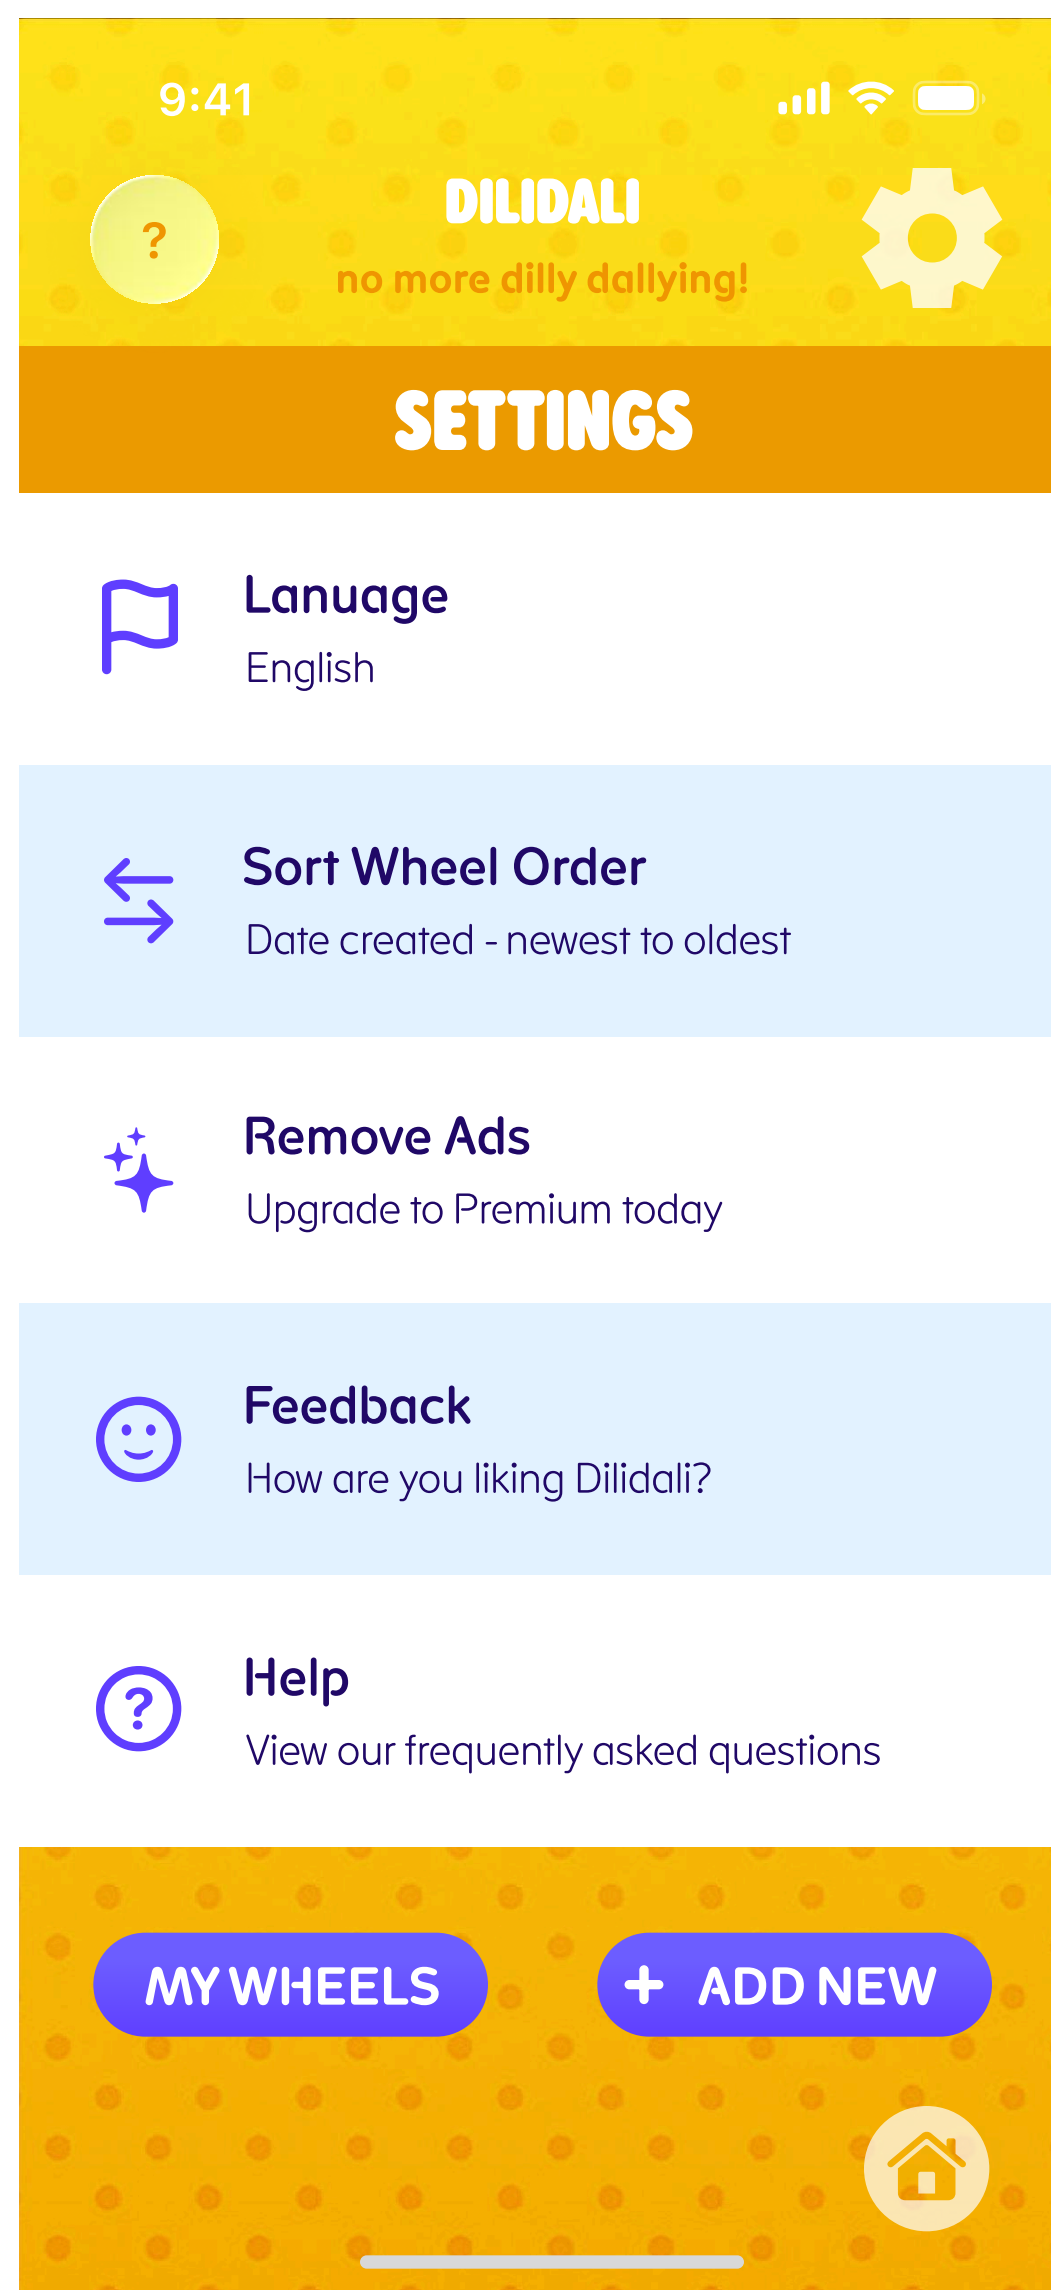 9:41
?
DILIDALI
no more dilly dallying!
SETTINGS
Lanuage
English
Sort Wheel Order
Date created - newest to oldest
Remove Ads
Upgrade to Premium today
Feedback
How are you liking Dilidali?
?
Help
View our frequently asked questions
MY WHEELS
+ ADD NEW